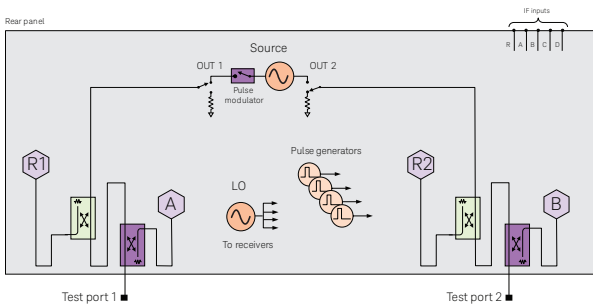 IF inputs
Rear panel
R A B C D
Source
OUT 1
OUT 2
Pulse
modulator
Pulse generators
R1
R2
LO
A
B
To receivers
Test port 1
Test port 2